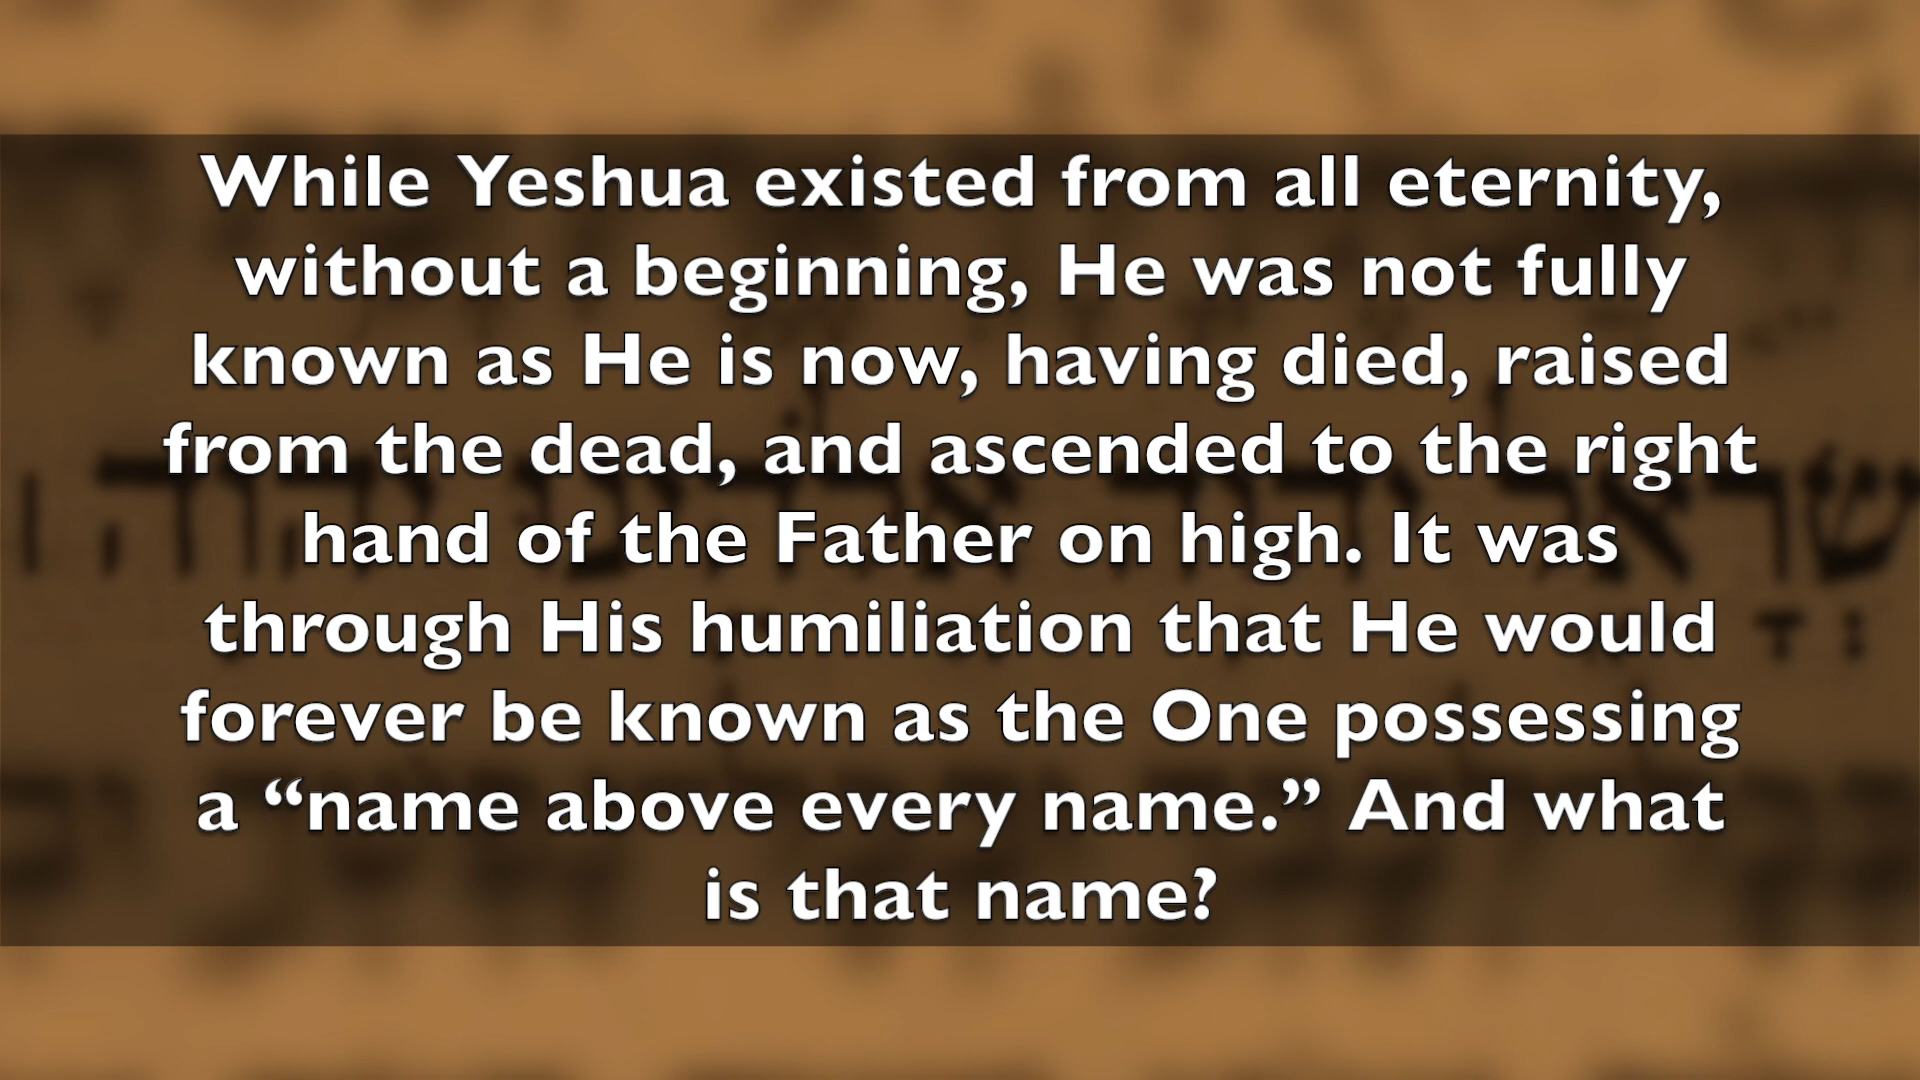 While Yeshua existed from all eternity,
without a beginning, He was not fully
known as He is now, having died, raised
from the dead, and ascended to the right
hand of the Father on high. It was
through His humiliation that He would
forever be known as the One possessing
a “name above every name.” And what
is that name?